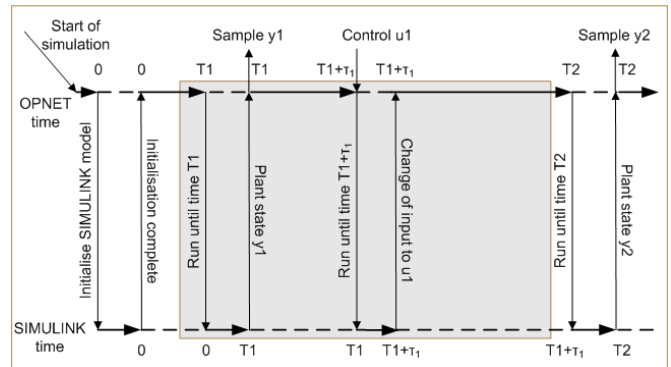 Start of
simulation
Sample y1
Control u1
Sample y2
0
0
T1
T1
T1+τ₁
T1+τ₁
T2
T2
OPNET
time
Initialise SIMULINK model
Initialisation complete
Run until time T1
Plant state y1
Run until time T1+τ₁
Change of input to u1
Run until time T2
Plant state y2
SIMULINK
time
0
0
T1
T1
T1+τ₁
T1+τ₁
T2